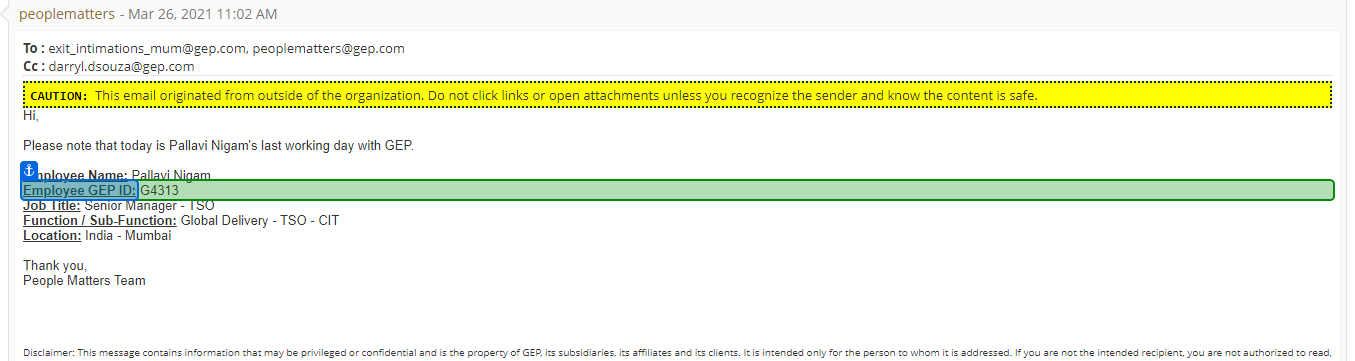 peoplematters - Mar 26, 2021 11:02 AM
To : exit_intimations_mum@gep.com, peoplematters@gep.com
Cc : darryl.dsouza@gep.com
CAUTION: This email originated from outside of the organization. Do not click links or open attachments unless you recognize the sender and know the content is safe.
Hi,
Please note that today is Pallavi Nigam's last working day with GEP.
mployee Name: Pallavi Nigam
Employee GEP ID: G4313
Job Title: Senior Manager - TSO
Function / Sub-Function: Global Delivery - TSO - CIT
Location: India - Mumbai
Thank you,
People Matters Team
Disclaimer: This message contains information that may be privileged or confidential and is the property of GEP, its subsidiaries, its affiliates and its clients. It is intended only for the person to whom it is addressed. If you are not the intended recipient, you are not authorized to read,